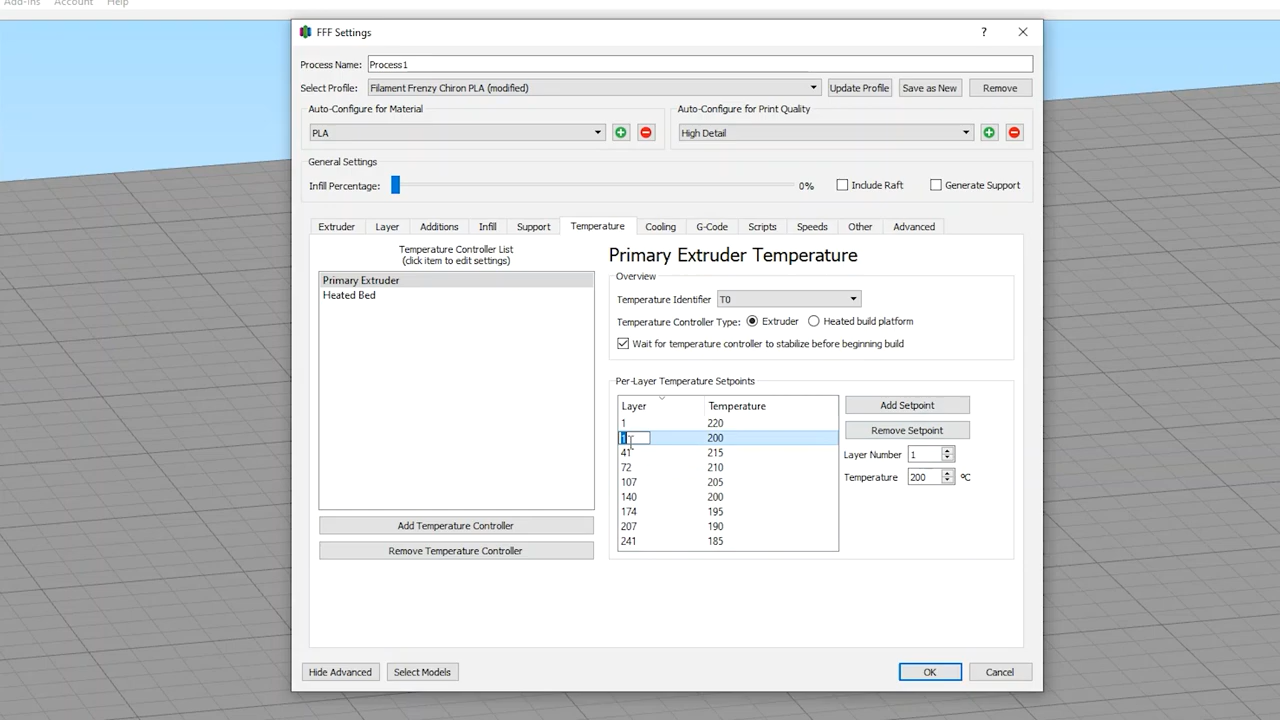 Add-Ins Account Help
FFF Settings
?
Process Name: Process1
Select Profile: Filament Frenzy Chiron PLA (modified) Update Profile Save as New Remove
Auto-Configure for Material
PLA
Auto-Configure for Print Quality
High Detail
General Settings
Infill Percentage: 0% Include Raft Generate Support
Extruder Layer Additions Infill Support Temperature Cooling G-Code Scripts Speeds Other Advanced
Temperature Controller List
(click item to edit settings)
Primary Extruder
Heated Bed
Add Temperature Controller
Remove Temperature Controller
Primary Extruder Temperature
Overview
Temperature Identifier T0
Temperature Controller Type: Extruder Heated build platform
Wait for temperature controller to stabilize before beginning build
Per-Layer Temperature Setpoints
Layer Temperature
1 220
1 200
41 215
72 210
107 205
140 200
174 195
207 190
241 185
Add Setpoint
Remove Setpoint
Layer Number 1
Temperature 200 ºC
Hide Advanced Select Models OK Cancel